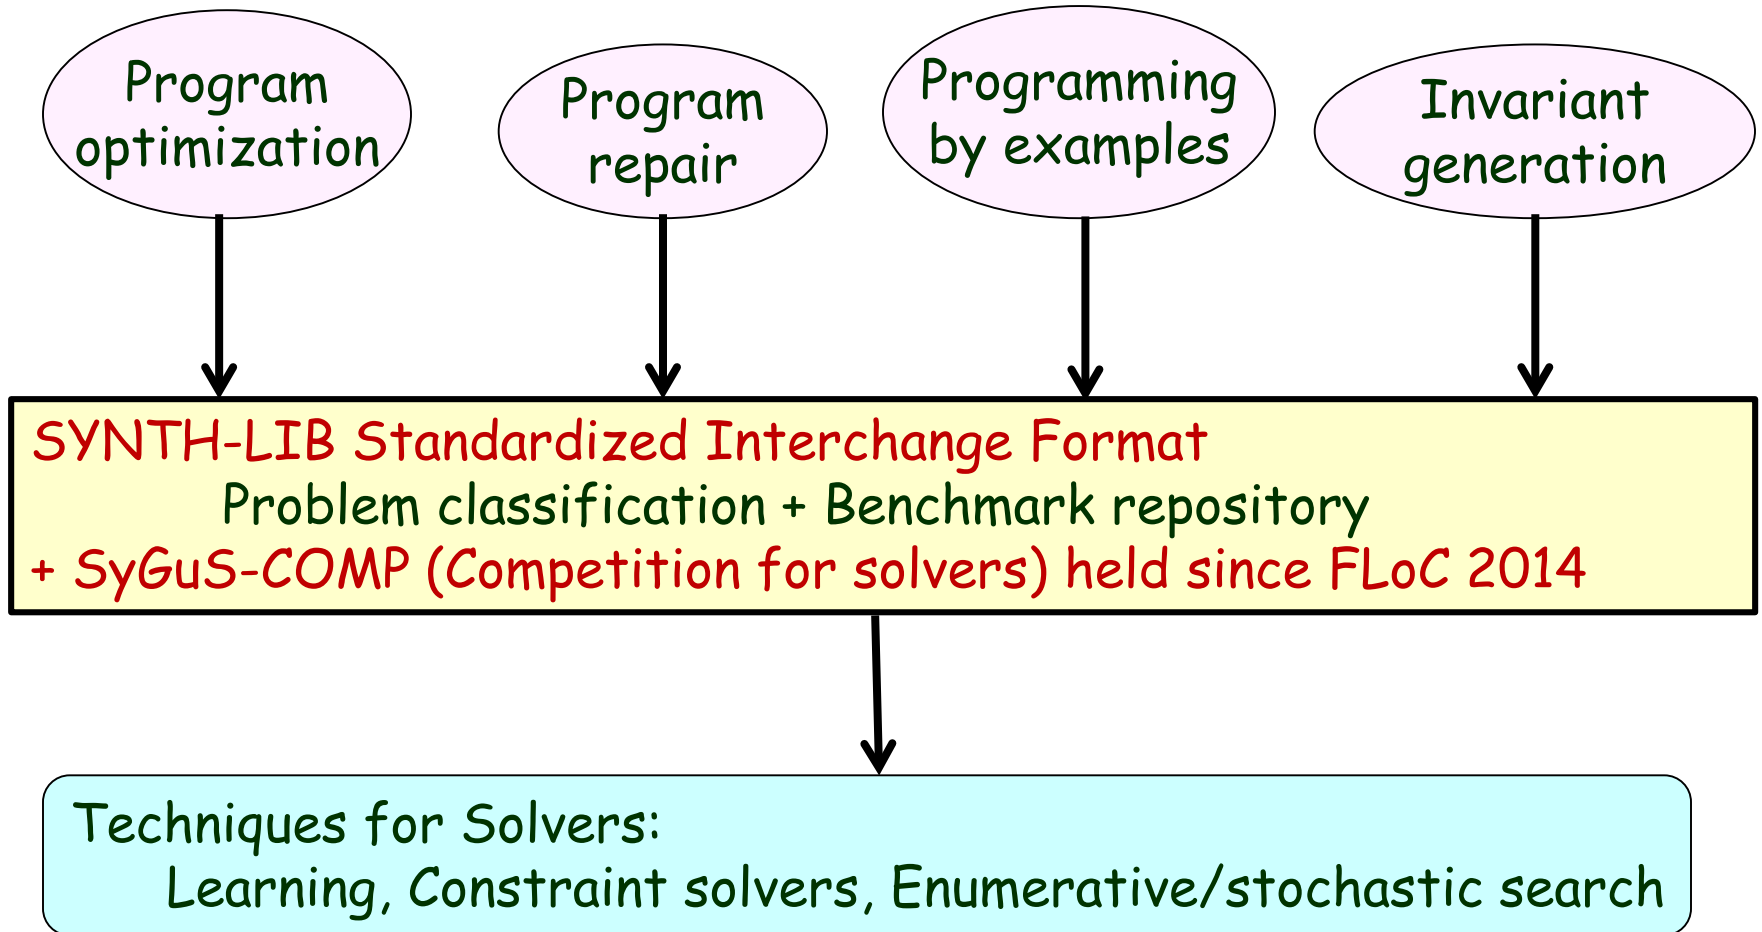 Program
optimization
Program
repair
Programming
by examples
Invariant
generation
SYNTH-LIB Standardized Interchange Format
Problem classification + Benchmark repository
+ SyGuS-COMP (Competition for solvers) held since FLoC 2014
Techniques for Solvers:
Learning, Constraint solvers, Enumerative/stochastic search